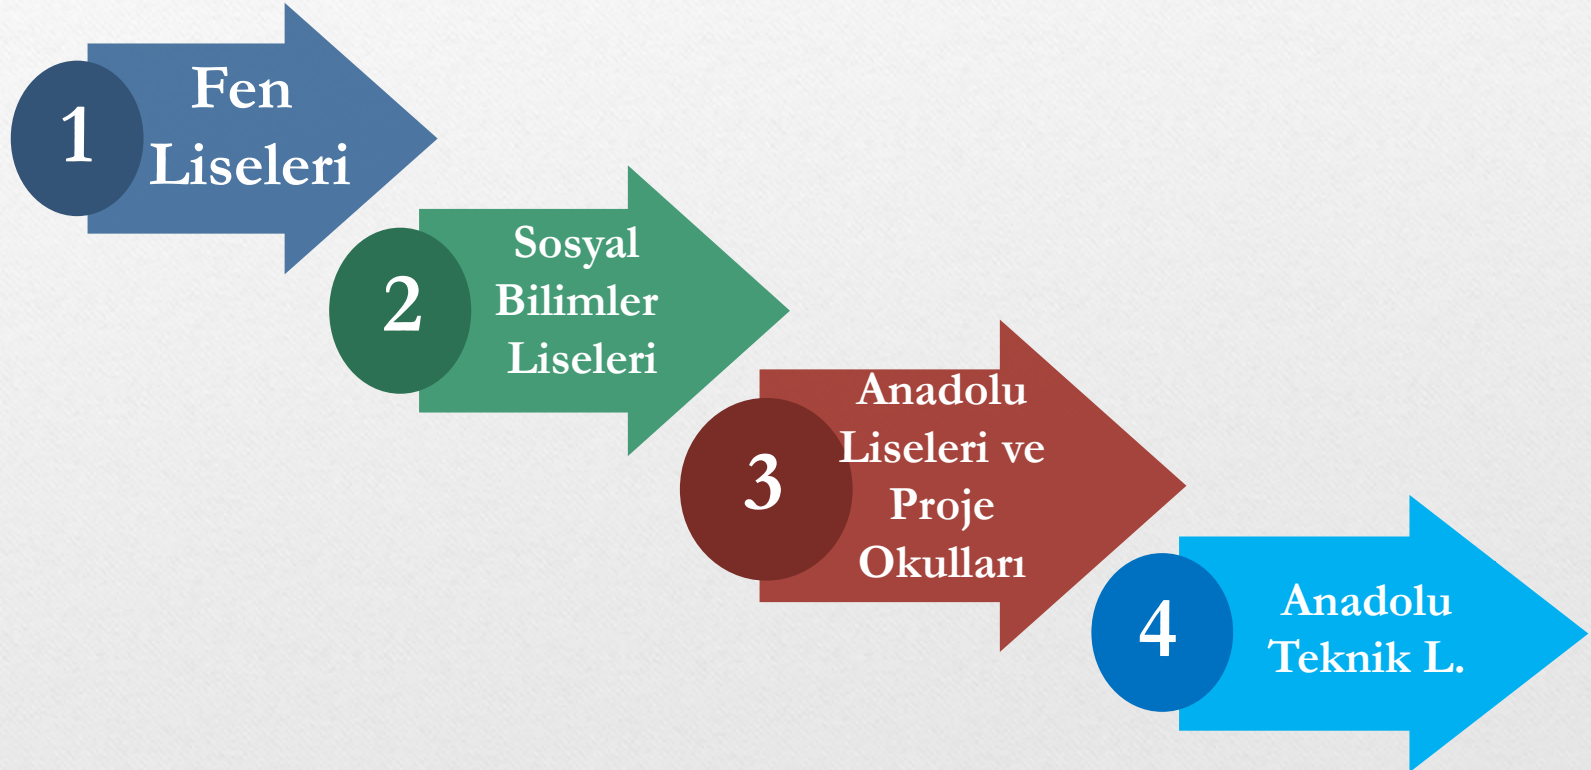 1
Fen
Liseleri
2
Sosyal
Bilimler
Liseleri
3
Anadolu
Liseleri ve
Proje
Okulları
4
Anadolu
Teknik L.